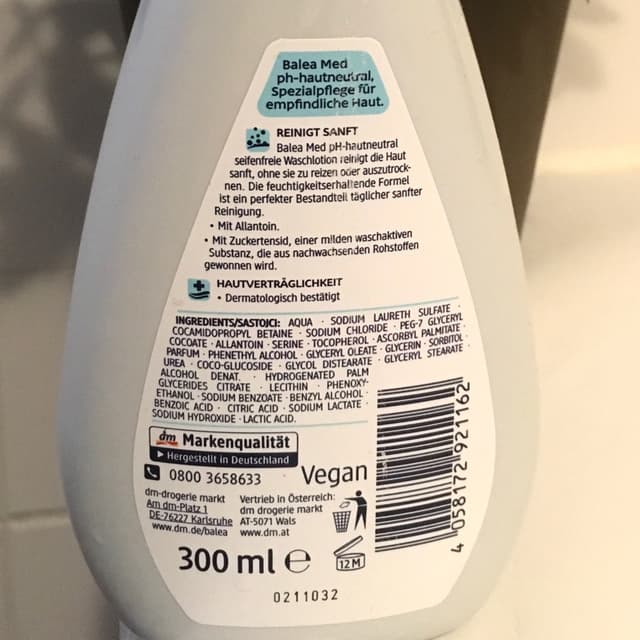 Balea Med
ph-hautneutral,
Spezialpflege für
empfindliche Haut.
REINIGT SANFT
Balea Med pH-hautneutral
seifenfreie Waschlotion reinigt die Haut
sanft, ohne sie zu reizen oder auszutrock-
nen. Die feuchtigkeitserhaltende Formel
ist ein perfekter Bestandteil täglicher sanfter
Reinigung.
• Mit Allantoin.
• Mit Zuckertensid, einer milden waschaktiven
Substanz, die aus nachwachsenden Rohstoffen
gewonnen wird.
HAUTVERTRÄGLICHKEIT
• Dermatologisch bestätigt
INGREDIENTS/SASTOJCI: AQUA · SODIUM LAURETH SULFATE ·
COCAMIDOPROPYL BETAINE · SODIUM CHLORIDE · PEG-7 GLYCERYL
COCOATE · ALLANTOIN · SERINE · TOCOPHEROL · ASCORBYL PALMITATE ·
PARFUM · PHENETHYL ALCOHOL · GLYCERYL OLEATE · GLYCERIN · SORBITOL ·
UREA · COCO-GLUCOSIDE · GLYCOL DISTEARATE · GLYCERYL STEARATE ·
ALCOHOL DENAT. · HYDROGENATED PALM
GLYCERIDES CITRATE · LECITHIN · PHENOXY-
ETHANOL · SODIUM BENZOATE · BENZYL ALCOHOL ·
BENZOIC ACID · CITRIC ACID · SODIUM LACTATE ·
SODIUM HYDROXIDE · LACTIC ACID.
dm Markenqualität
Hergestellt in Deutschland
0800 3658633
Vegan
dm-drogerie markt
Am dm-Platz 1
DE-76227 Karlsruhe
www.dm.de/balea
Vertrieb in Österreich:
dm drogerie markt
AT-5071 Wals
www.dm.at
300 ml e
12 M
4 058172 921162
0211032